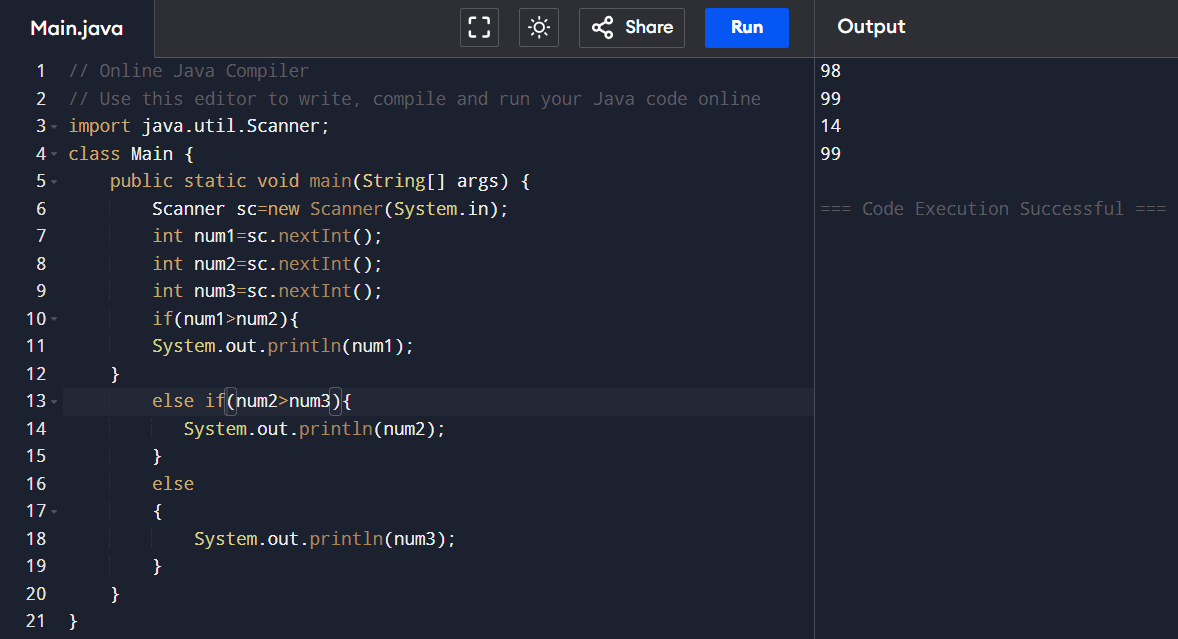 Main.java
Share
Run
Output
1 // Online Java Compiler
2 // Use this editor to write, compile and run your Java code online
3 import java.util.Scanner;
4 class Main {
5     public static void main(String[] args) {
6         Scanner sc=new Scanner(System.in);
7         int num1=sc.nextInt();
8         int num2=sc.nextInt();
9         int num3=sc.nextInt();
10         if(num1>num2){
11         System.out.println(num1);
12     }
13         else if(num2>num3){
14            System.out.println(num2);
15         }
16         else
17         {
18             System.out.println(num3);
19         }
20     }
21 }
98
99
14
99
=== Code Execution Successful ===